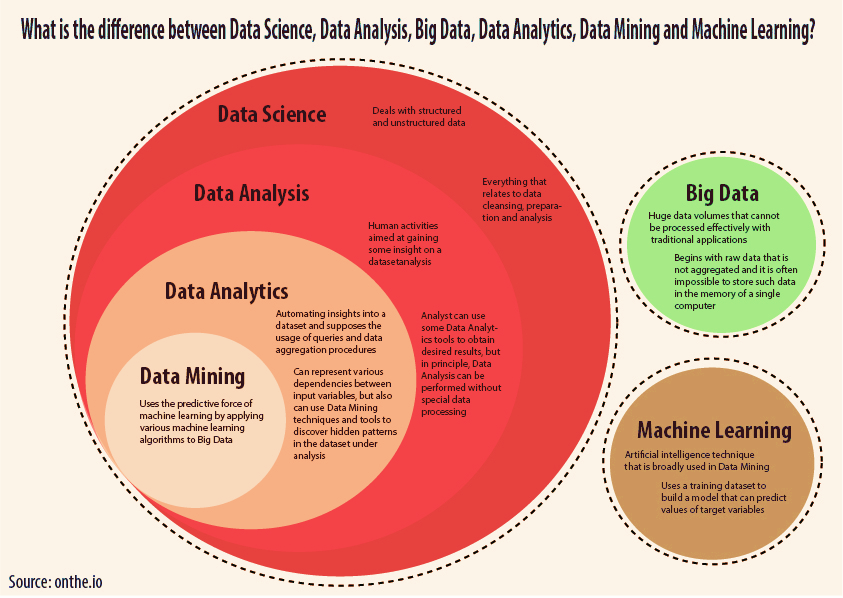 What is the difference between Data Science, Data Analysis, Big Data, Data Analytics, Data Mining and Machine Learning?
Data Science
Deals with structured
and unstructured data
Everything that
relates to data
cleansing, prepara-
tion and analysis
Data Analysis
Human activities
aimed at gaining
some insight on a
datasetanalysis
Analyst can use
some Data Analyt-
ics tools to obtain
desired results, but
in principle, Data
Analysis can be
performed without
special data
processing
Data Analytics
Automating insights into a
dataset and supposes the
usage of queries and data
aggregation procedures
Can represent various
dependencies between
input variables, but also
can use Data Mining
techniques and tools to
discover hidden patterns
in the dataset under
analysis
Data Mining
Uses the predictive force of
machine learning by applying
various machine learning
algorithms to Big Data
Big Data
Huge data volumes that cannot
be processed effectively with
traditional applications
Begins with raw data that is
not aggregated and it is often
impossible to store such data
in the memory of a single
computer
Machine Learning
Artificial intelligence technique
that is broadly used in Data Mining
Uses a training dataset to
build a model that can predict
values of target variables
Source: onthe.io